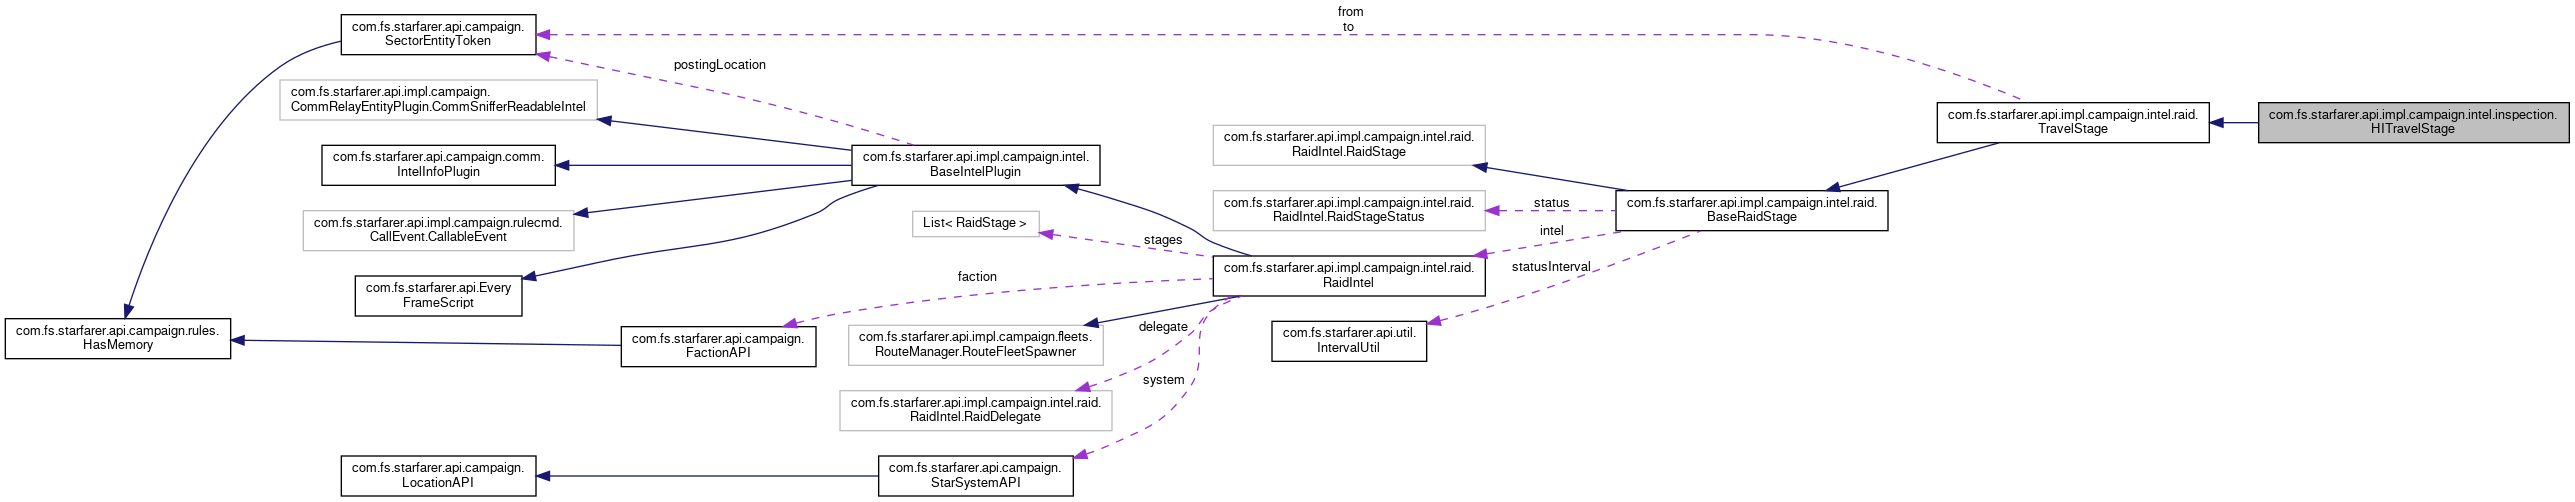 from
to
com.fs.starfarer.api.campaign.
SectorEntityToken
postingLocation
com.fs.starfarer.api.impl.campaign.
CommRelayEntityPlugin.CommSnifferReadableIntel
com.fs.starfarer.api.impl.campaign.intel.raid.
TravelStage
com.fs.starfarer.api.impl.campaign.intel.inspection.
HITravelStage
com.fs.starfarer.api.impl.campaign.intel.raid.
RaidIntel.RaidStage
com.fs.starfarer.api.campaign.comm.
IntelInfoPlugin
com.fs.starfarer.api.impl.campaign.intel.
BaseIntelPlugin
com.fs.starfarer.api.impl.campaign.intel.raid.
RaidIntel.RaidStageStatus
status
com.fs.starfarer.api.impl.campaign.intel.raid.
BaseRaidStage
com.fs.starfarer.api.impl.campaign.rulecmd.
CallEvent.CallableEvent
List< RaidStage >
stages
intel
com.fs.starfarer.api.impl.campaign.intel.raid.
RaidIntel
statusInterval
faction
com.fs.starfarer.api.Every
FrameScript
com.fs.starfarer.api.campaign.rules.
HasMemory
com.fs.starfarer.api.campaign.
FactionAPI
com.fs.starfarer.api.impl.campaign.fleets.
RouteManager.RouteFleetSpawner
delegate
com.fs.starfarer.api.util.
IntervalUtil
system
com.fs.starfarer.api.impl.campaign.intel.raid.
RaidIntel.RaidDelegate
com.fs.starfarer.api.campaign.
LocationAPI
com.fs.starfarer.api.campaign.
StarSystemAPI